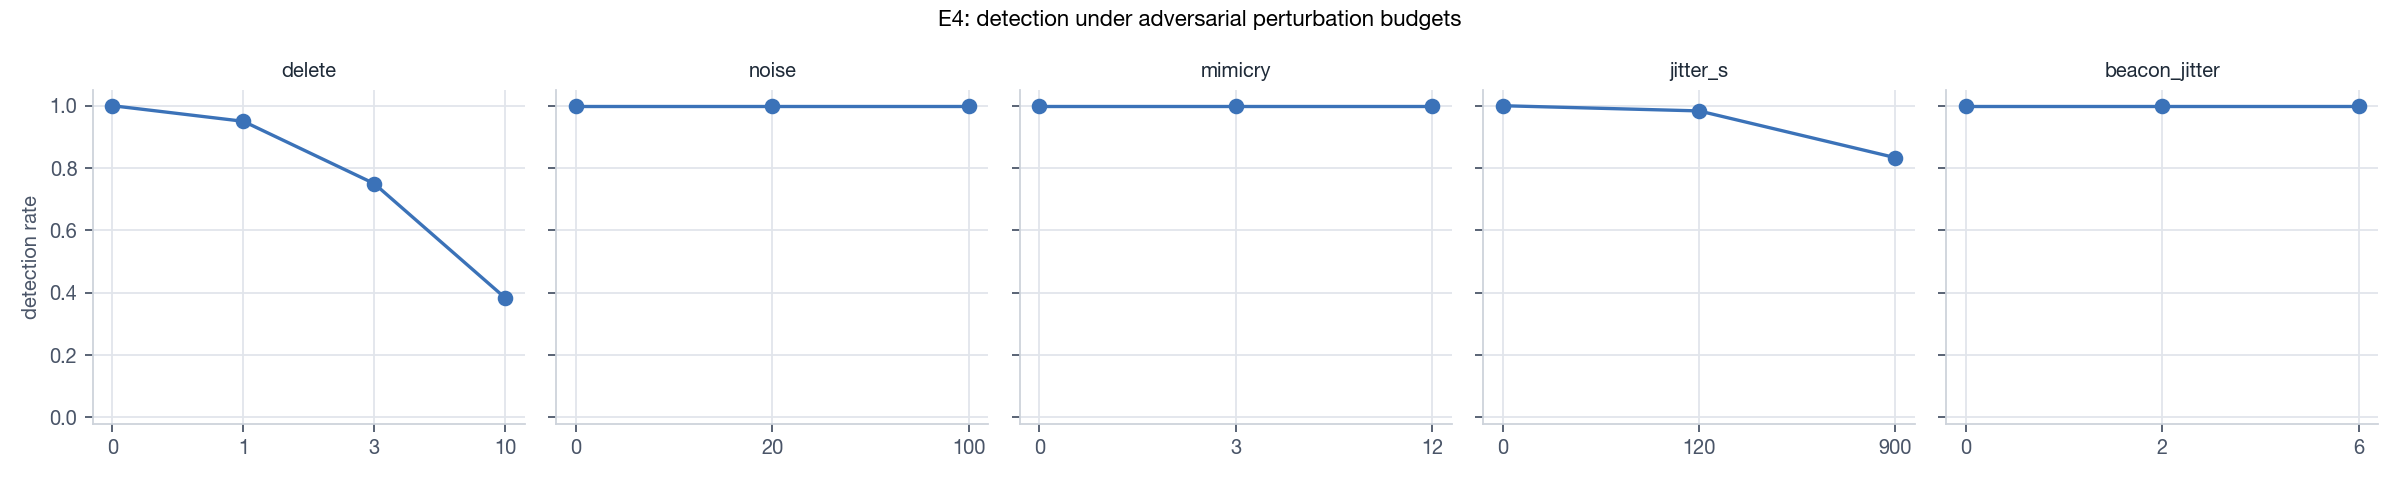 E4: detection under adversarial perturbation budgets
delete
noise
mimicry
jitter_s
beacon_jitter
detection rate
1.0
0.8
0.6
0.4
0.2
0.0
0 1 3 10
0 20 100
0 3 12
0 120 900
0 2 6